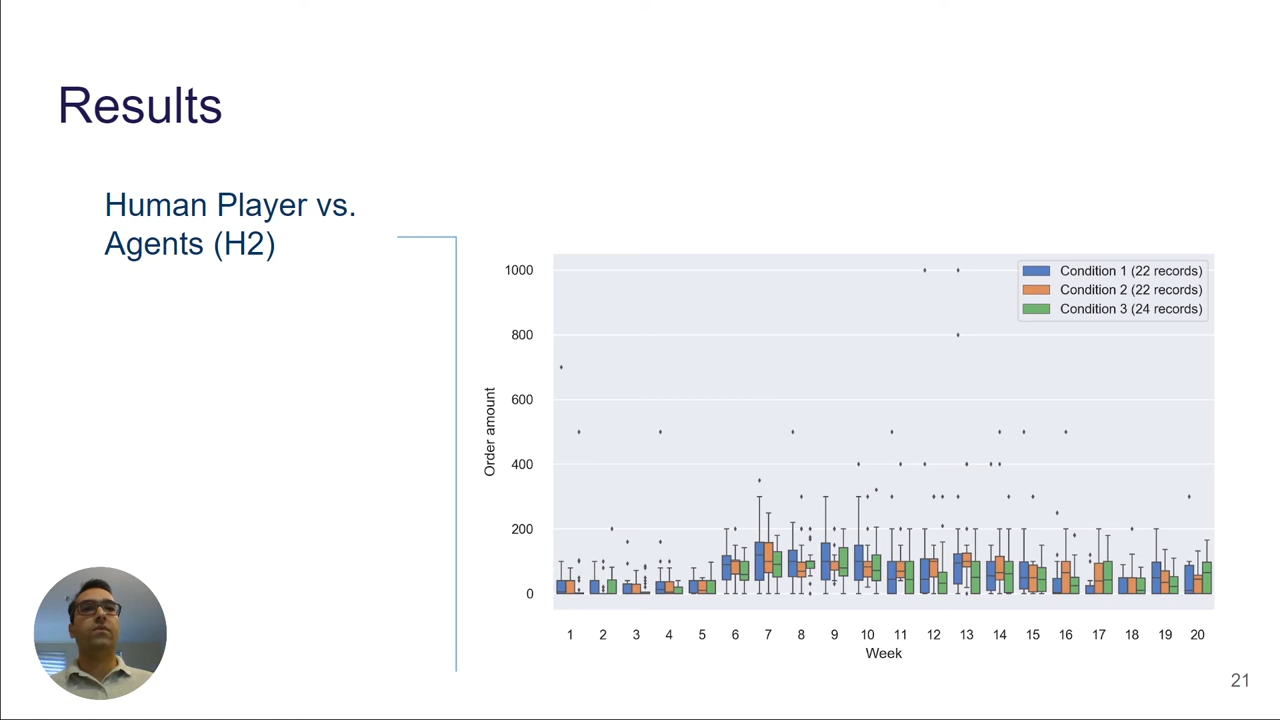 Results
Human Player vs.
Agents (H2)
1000
800
600
400
200
0
Order amount
Condition 1 (22 records)
Condition 2 (22 records)
Condition 3 (24 records)
1 2 3 4 5 6 7 8 9 10 11 12 13 14 15 16 17 18 19 20
Week
21